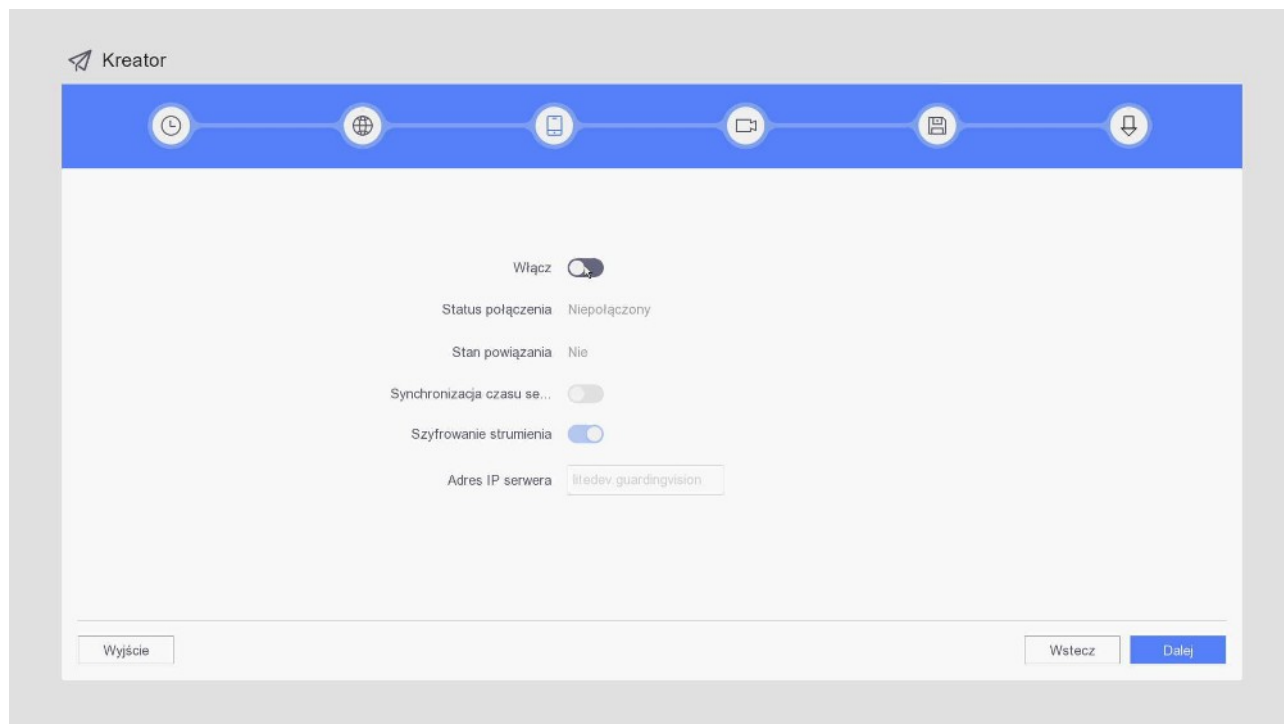 Kreator
Włącz
Status połączenia Niepołączony
Stan powiązania Nie
Synchronizacja czasu se...
Szyfrowanie strumienia
Adres IP serwera litedev.guardingvision
Wyjście Wstecz Dalej